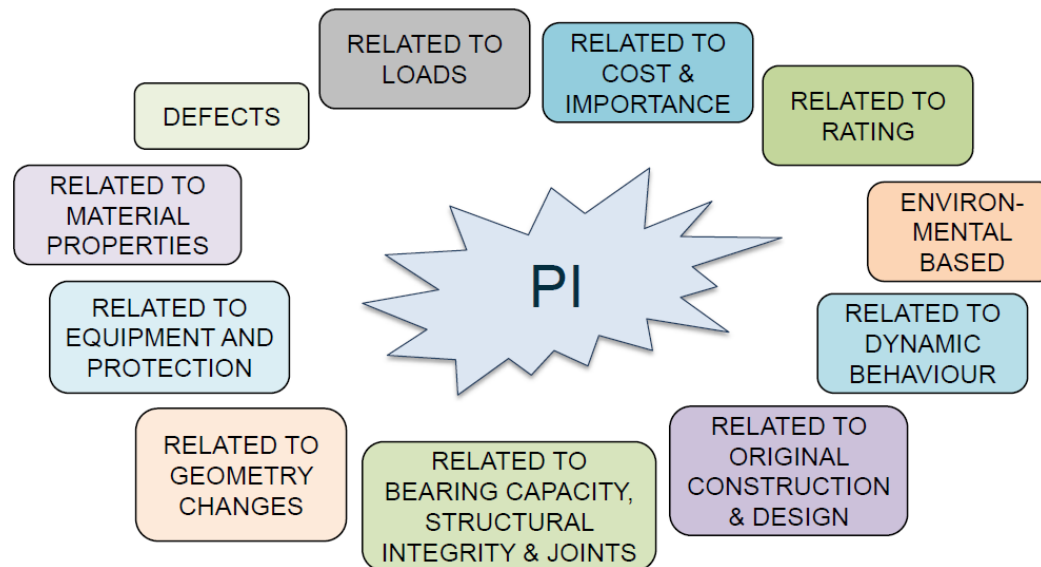 RELATED TO
LOADS
RELATED TO
COST &
IMPORTANCE
RELATED TO
RATING
DEFECTS
RELATED TO
MATERIAL
PROPERTIES
ENVIRON-
MENTAL
BASED
PI
RELATED TO
EQUIPMENT AND
PROTECTION
RELATED TO
DYNAMIC
BEHAVIOUR
RELATED TO
GEOMETRY
CHANGES
RELATED TO
BEARING CAPACITY,
STRUCTURAL
INTEGRITY & JOINTS
RELATED TO
ORIGINAL
CONSTRUCTION
& DESIGN